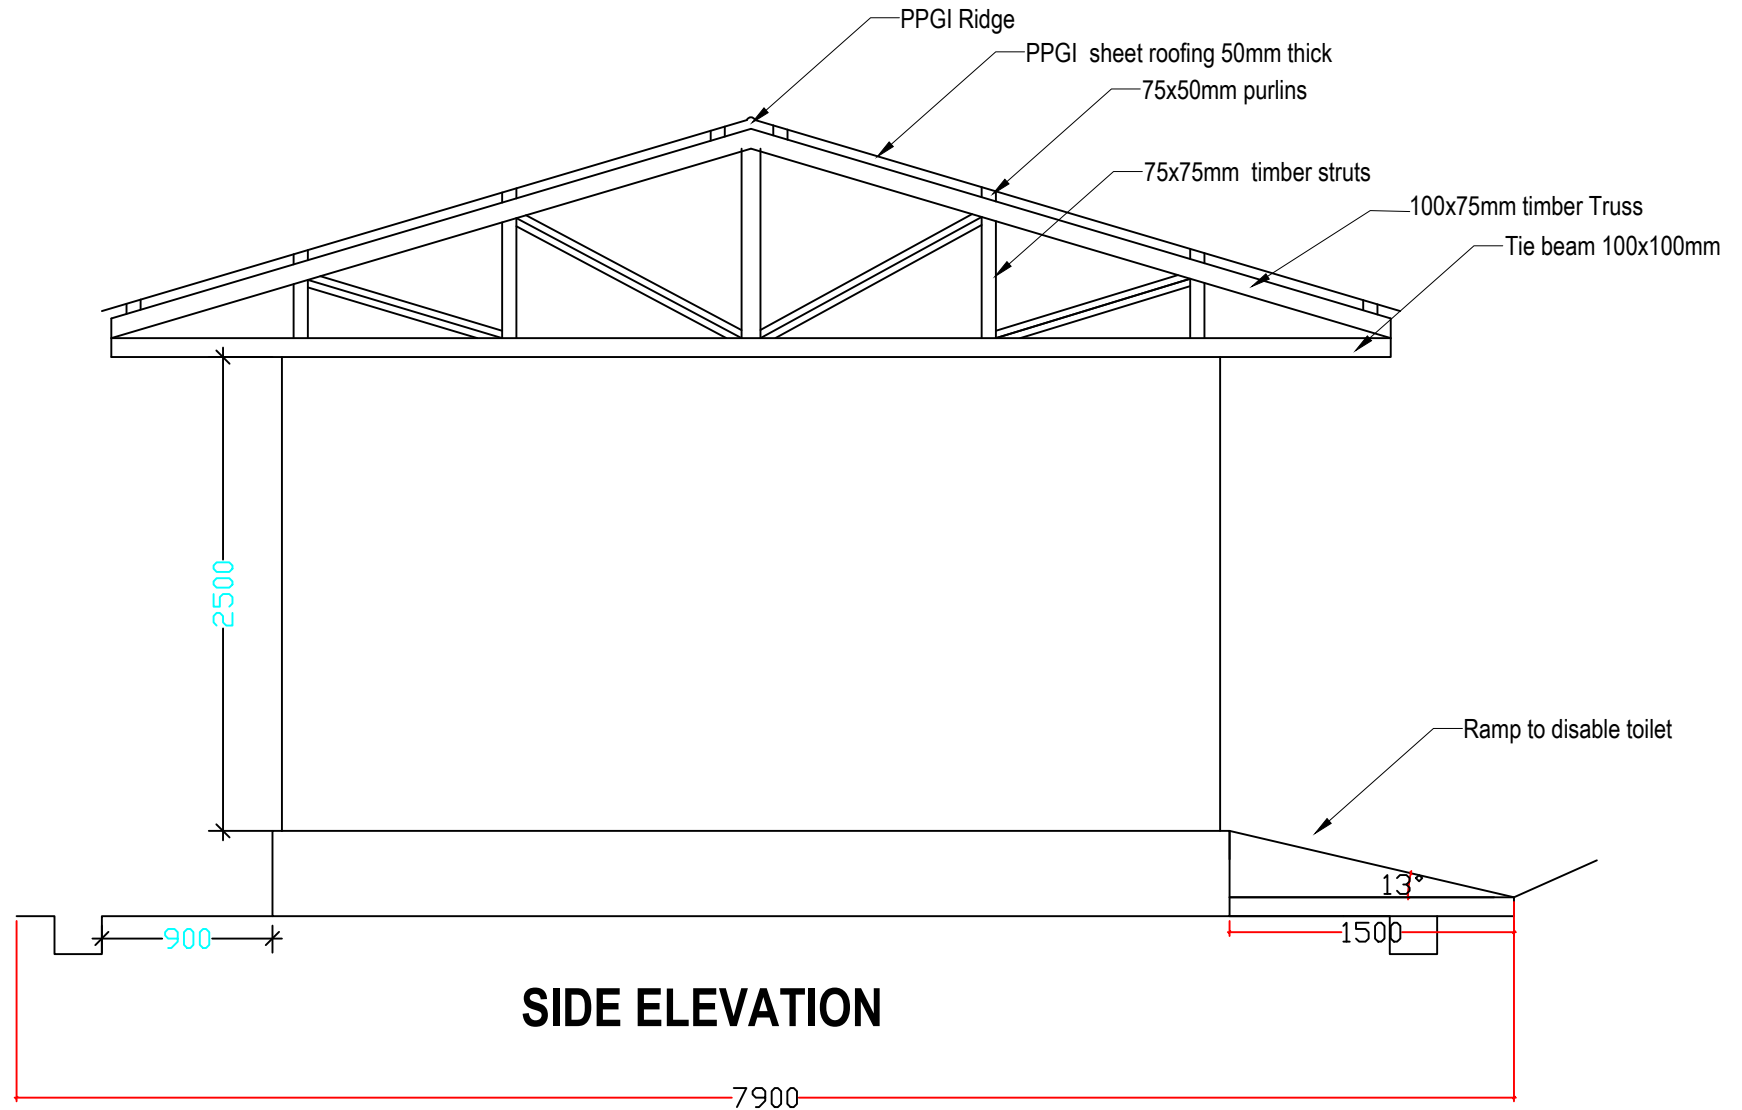 PPGI Ridge
PPGI sheet roofing 50mm thick
75x50mm purlins
75x75mm timber struts
100x75mm timber Truss
Tie beam 100x100mm
2500
Ramp to disable toilet
13°
900
1500
SIDE ELEVATION
7900